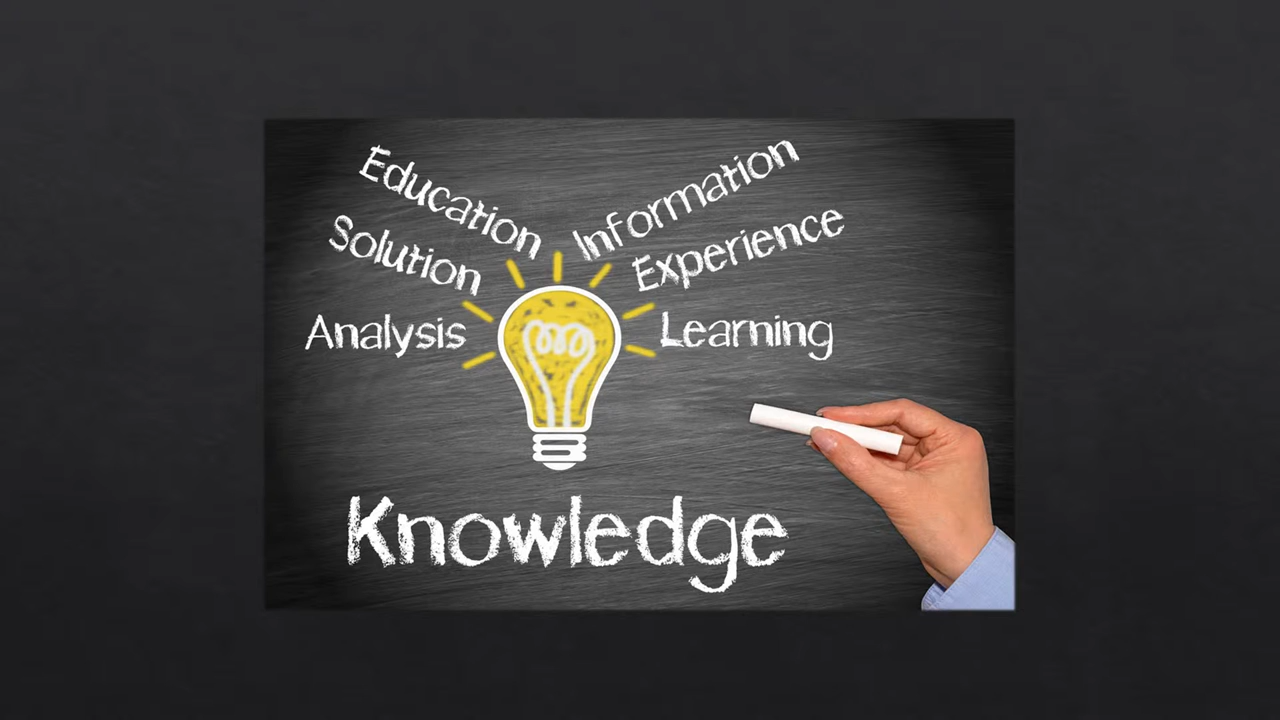 Education
Solution
Analysis
Information
Experience
Learning
Knowledge